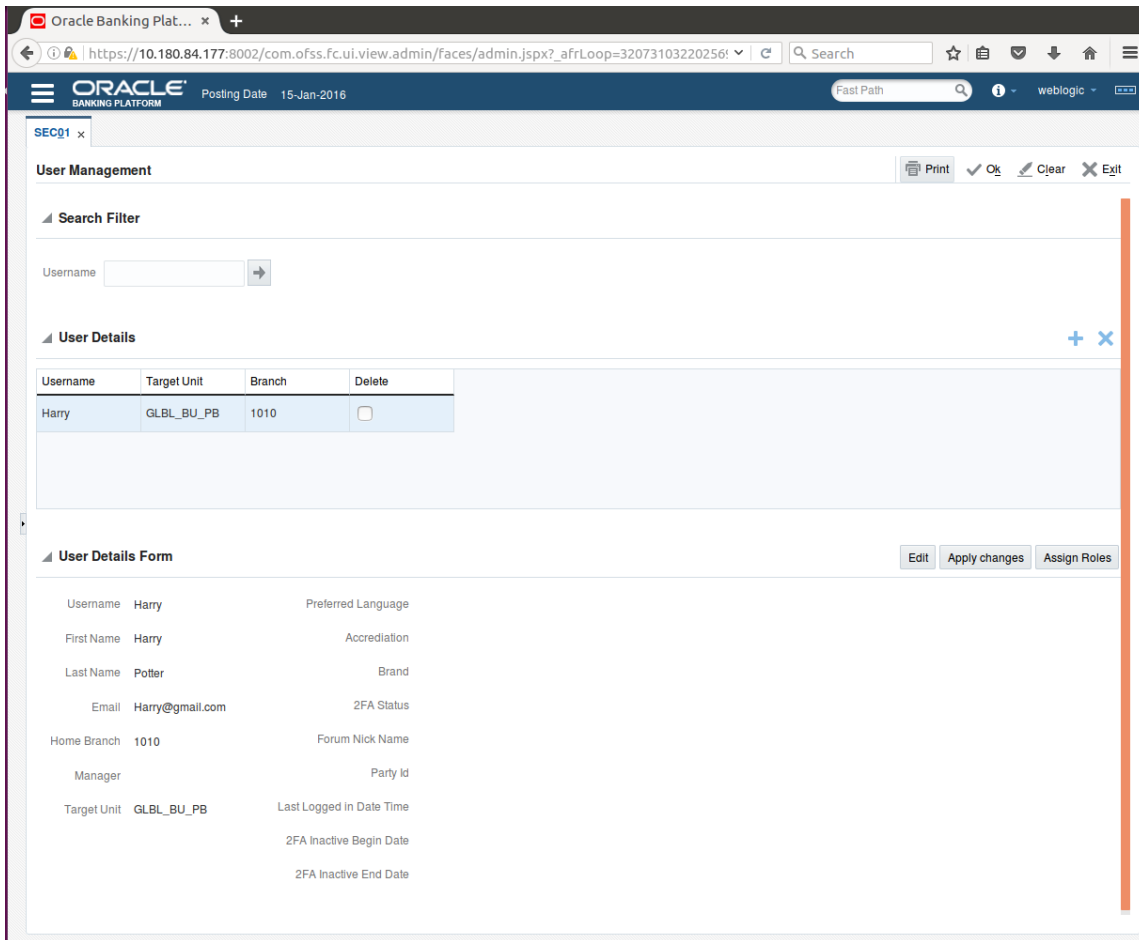 Oracle Banking Plat... × +
https://10.180.84.177:8002/com.ofss.fc.ui.view.admin/faces/admin.jspx?_afrLoop=32073103220256 Search
ORACLE BANKING PLATFORM Posting Date 15-Jan-2016 Fast Path weblogic
SEC01 ×
User Management Print Ok Clear Exit
Search Filter
Username
User Details
Username Target Unit Branch Delete
Harry GLBL_BU_PB 1010
User Details Form Edit Apply changes Assign Roles
Username Harry Preferred Language
First Name Harry Accrediation
Last Name Potter Brand
Email Harry@gmail.com 2FA Status
Home Branch 1010 Forum Nick Name
Manager Party Id
Target Unit GLBL_BU_PB Last Logged in Date Time
2FA Inactive Begin Date
2FA Inactive End Date